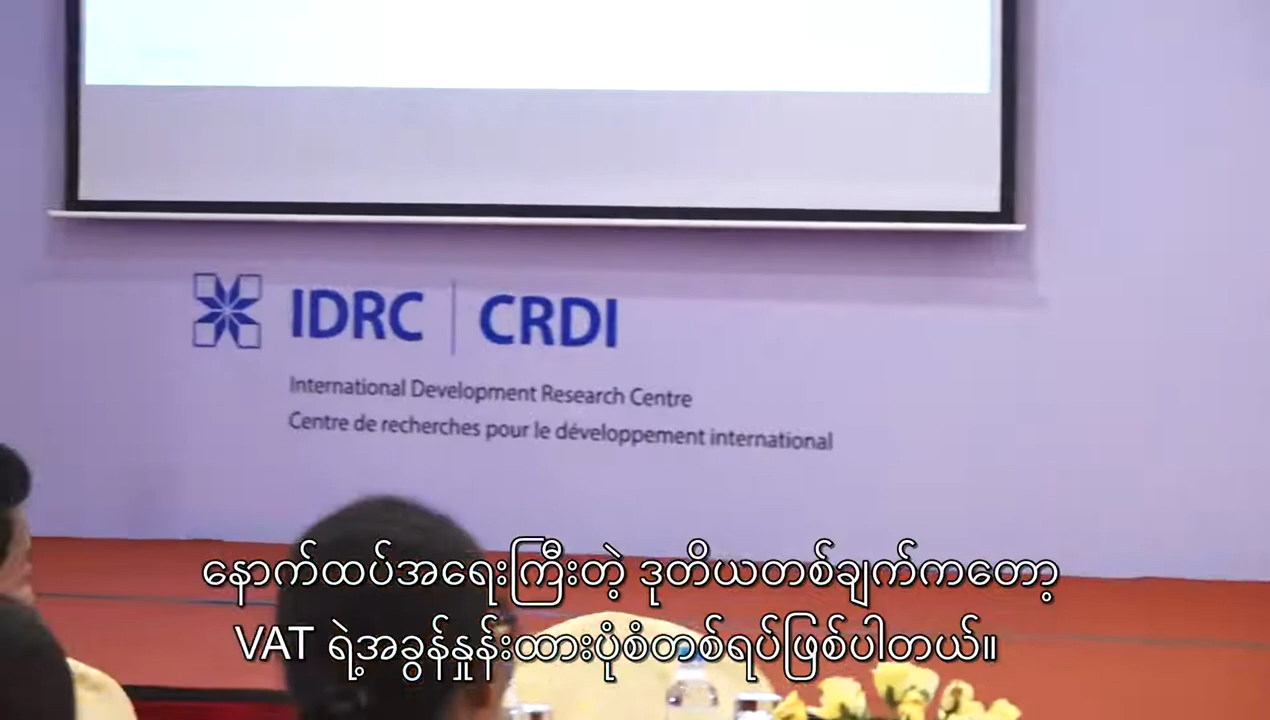 IDRC | CRDI
International Development Research Centre
Centre de recherches pour le développement international
နောက်ထပ်အရေးကြီးတဲ့ ဒုတိယတစ်ချက်ကတော့
VAT ရဲ့အခွန်နှုန်းထားပုံစံတစ်ရပ်ဖြစ်ပါတယ်။